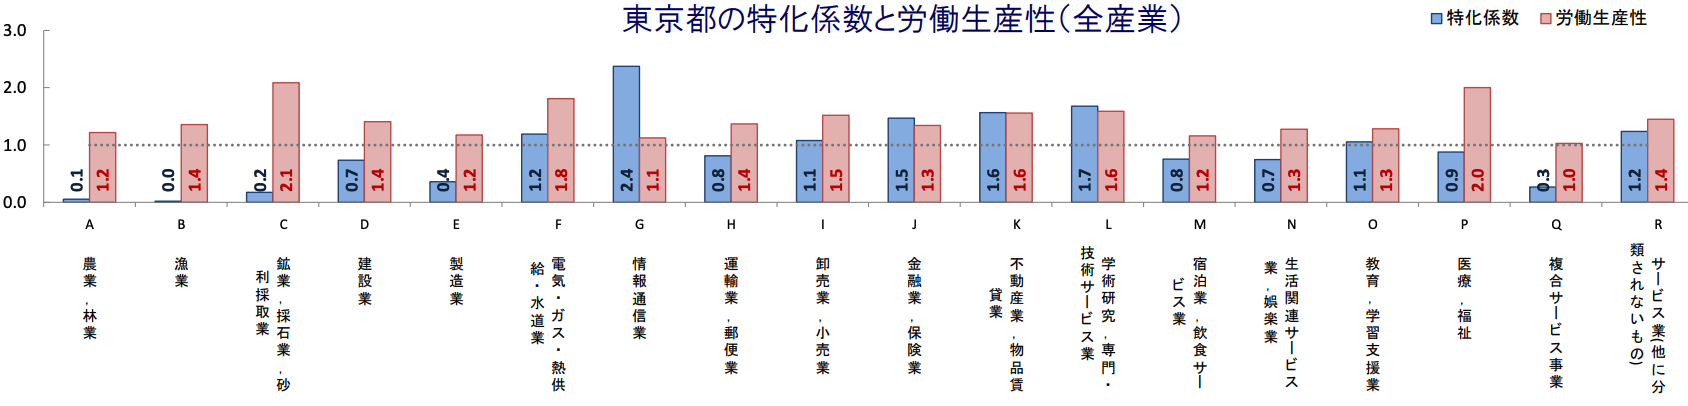 東京都の特化係数と労働生産性(全産業)
特化係数
労働生産性
3.0
2.0
1.0
0.0
0.1
1.2
0.0
1.4
0.2
2.1
0.7
1.4
0.4
1.2
1.2
1.8
2.4
1.1
0.8
1.4
1.1
1.5
1.5
1.3
1.6
1.6
1.7
1.6
0.8
1.2
0.7
1.3
1.1
1.3
0.9
2.0
0.3
1.0
1.2
1.4
A
農業,林業
B
漁業
C
鉱業,採石業,砂
利採取業
D
建設業
E
製造業
F
電気・ガス・熱供
給・水道業
G
情報通信業
H
運輸業,郵便業
I
卸売業,小売業
J
金融業,保険業
K
不動産業,物品賃
貸業
L
学術研究,専門・
技術サービス業
M
宿泊業,飲食サー
ビス業
N
生活関連サービス
業,娯楽業
O
教育,学習支援業
P
医療,福祉
Q
複合サービス事業
R
サービス業(他に分
類されないもの)